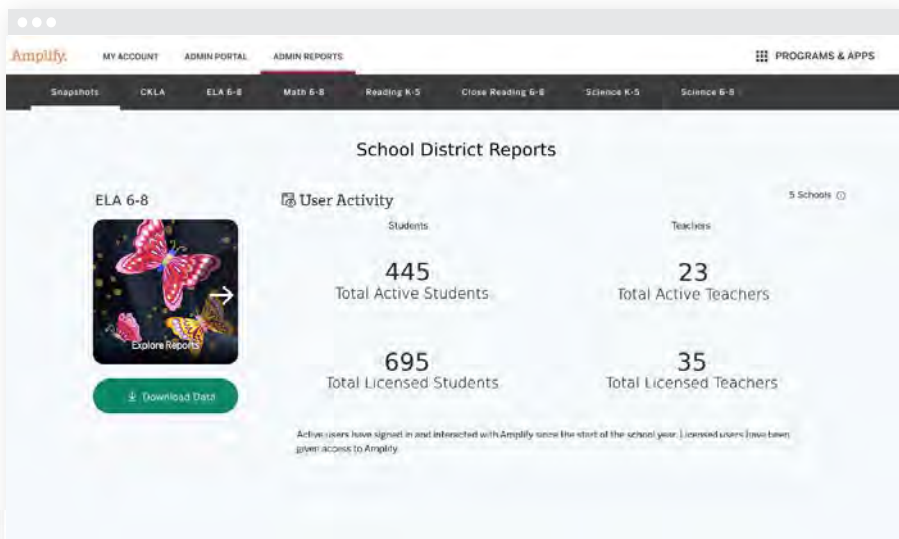 Amplify. MY ACCOUNT ADMIN PORTAL ADMIN REPORTS PROGRAMS & APPS
Snapshots CKLA ELA 6-8 Math 6-8 Reading K-5 Close Reading 6-8 Science K-5 Science 6-8
School District Reports
ELA 6-8
User Activity
5 Schools
Students Teachers
445 23
Total Active Students Total Active Teachers
Explore Reports
695 35
Total Licensed Students Total Licensed Teachers
Download Data
Active users have signed in and interacted with Amplify since the start of the school year. Licensed users have been
given access to Amplify.